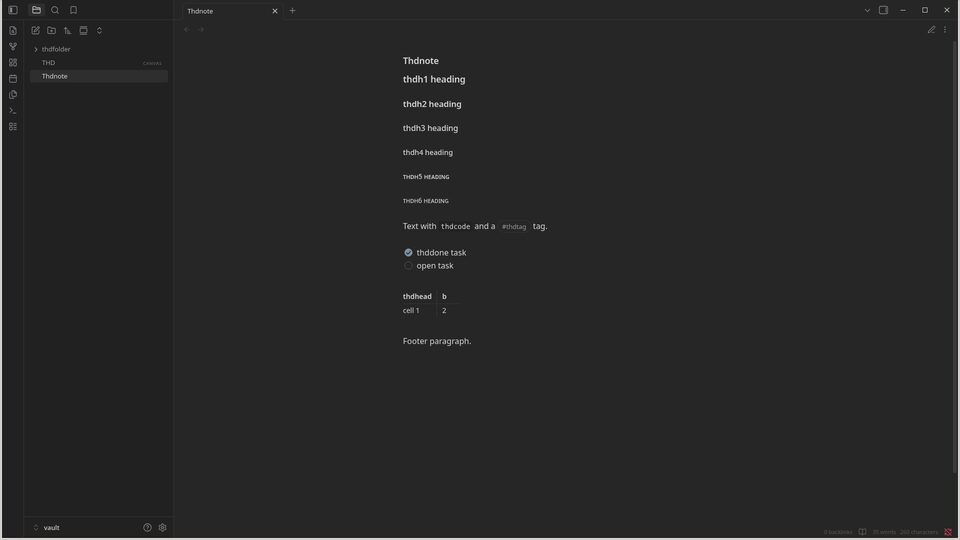 Thdnote
thdfolder
THD CANVAS
Thdnote
Thdnote
thdh1 heading
thdh2 heading
thdh3 heading
thdh4 heading
THDH5 HEADING
THDH6 HEADING
Text with thdcode and a #thdtag tag.
thddone task
open task
thdhead b
cell 1 2
Footer paragraph.
vault
0 backlinks 35 words 260 characters